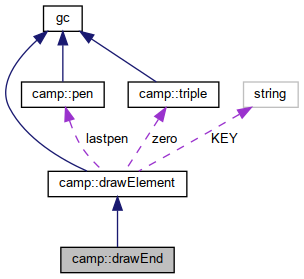 gc
camp::pen
camp::triple
string
lastpen
zero
KEY
camp::drawElement
camp::drawEnd